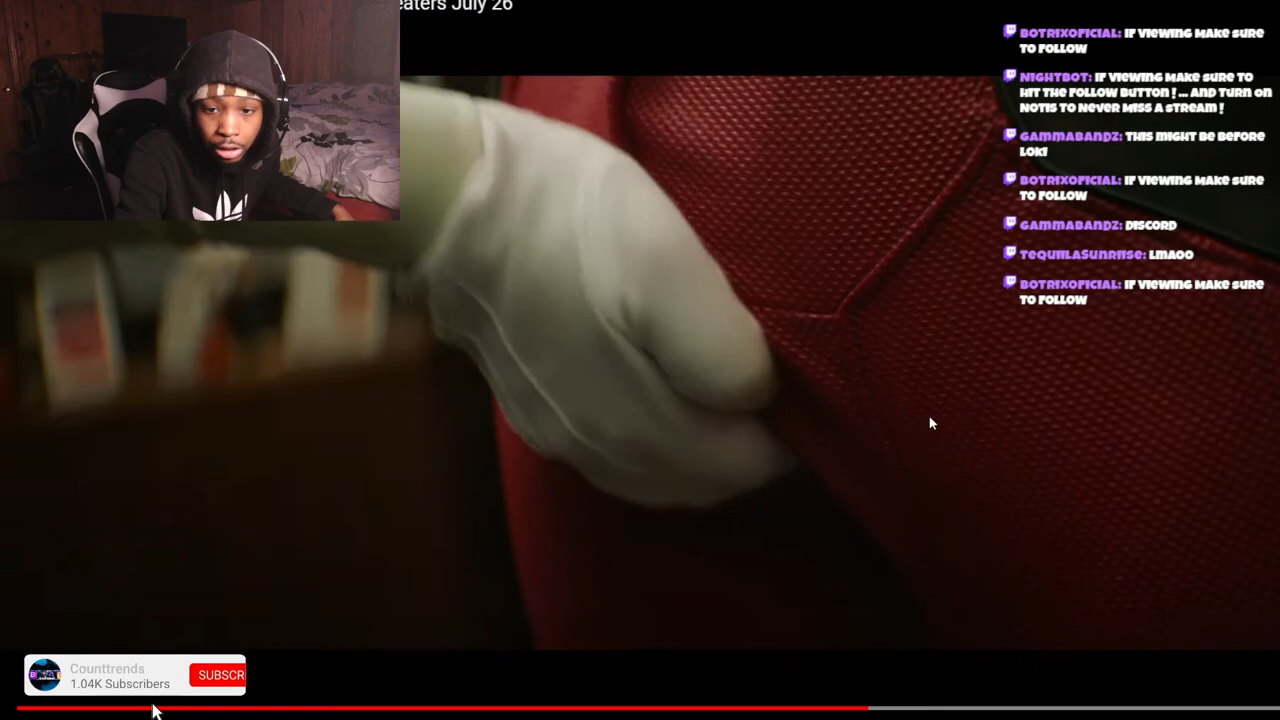 eaters July 26
BOTRIXOFICIAL: IF VIEWING MAKE SURE
TO FOLLOW
NIGHTBOT: IF VIEWING MAKE SURE TO
HIT THE FOLLOW BUTTON ! ... AND TURN ON
NOTIS TO NEVER MISS A STREAM !
GAMMABANDZ: THIS MIGHT BE BEFORE
LOKI
BOTRIXOFICIAL: IF VIEWING MAKE SURE
TO FOLLOW
GAMMABANDZ: DISCORD
TEQUIILASUNRIISE: LMAOO
BOTRIXOFICIAL: IF VIEWING MAKE SURE
TO FOLLOW
Counttrends
1.04K Subscribers
SUBSCR